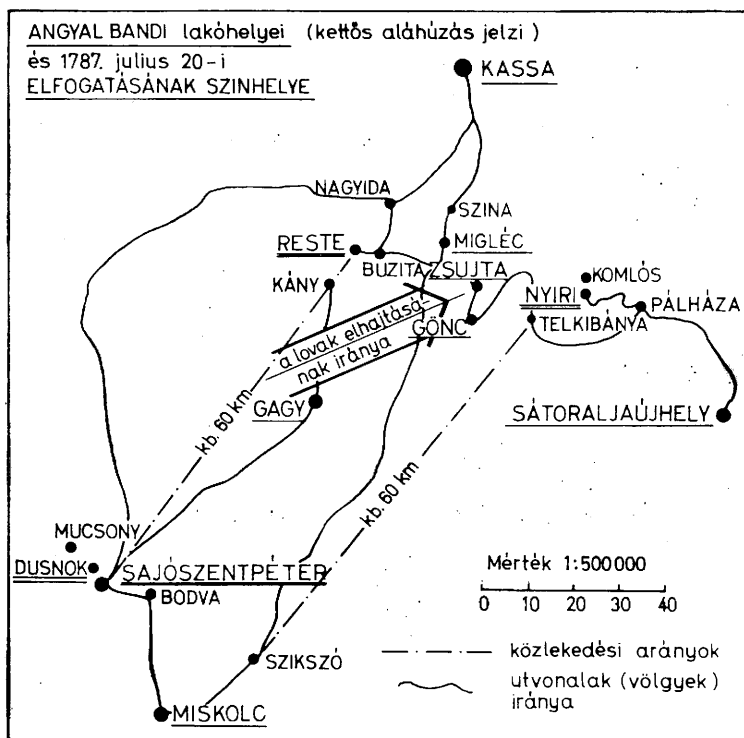 ANGYAL BANDI lakóhelyei (kettős aláhúzás jelzi)
és 1787. julius 20-i
ELFOGATÁSÁNAK SZINHELYE
KASSA
NAGYIDA
SZINA
RESTE
MIGLÉC
BUZITA
ZSUJTA
KÁNY
KOMLÓS
NYIRI
PÁLHÁZA
GÖNC
TELKIBÁNYA
a lovak elhajtásá-
nak iránya
GAGY
SÁTORALJAÚJHELY
kb. 60 km
kb. 60 km
MUCSONY
DUSNOK
SAJÓSZENTPÉTER
BODVA
Mérték 1:500000
0 10 20 30 40
SZIKSZÓ
közlekedési arányok
utvonalak (völgyek)
iránya
MISKOLC